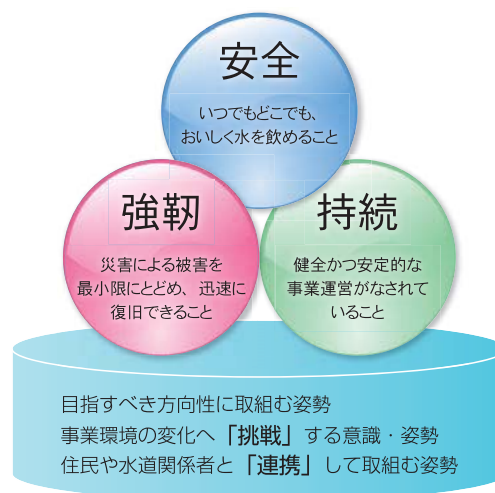 安全
いつでもどこでも、
おいしく水を飲めること
強靭
災害による被害を
最小限にとどめ、迅速に
復旧できること
持続
健全かつ安定的な
事業運営がなされて
いること
目指すべき方向性に取組む姿勢
事業環境の変化へ「挑戦」する意識・姿勢
住民や水道関係者と「連携」して取組む姿勢